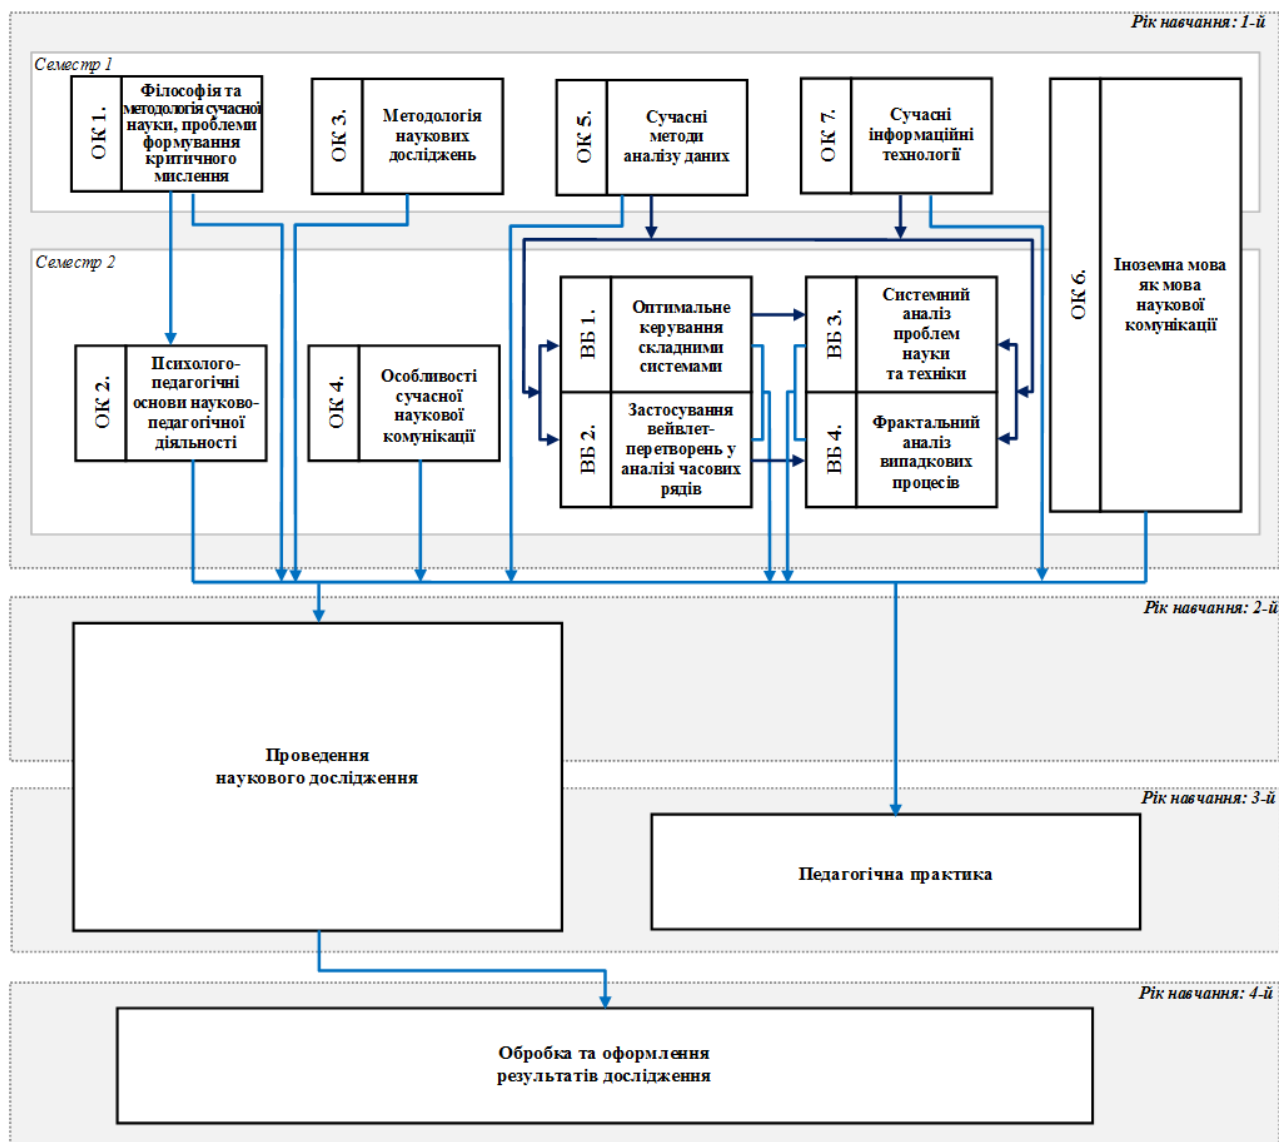 Рік навчання: 1-й
Семестр 1
ОК 1.
Філософія та
методологія сучасної
науки, проблеми
формування
критичного
мислення
ОК 3.
Методологія
наукових
досліджень
ОК 5.
Сучасні
методи
аналізу даних
ОК 7.
Сучасні
інформаційні
технології
ОК 6.
Іноземна мова
як мова
наукової
комунікації
Семестр 2
ОК 2.
Психолого-
педагогічні
основи науково-
педагогічної
діяльності
ОК 4.
Особливості
сучасної
наукової
комунікації
ВБ 1.
Оптимальне
керування
складними
системами
ВБ 2.
Застосування
вейвлет-
перетворень у
аналізі часових
рядів
ВБ 3.
Системний
аналіз
проблем
науки
та техніки
ВБ 4.
Фрактальний
аналіз
випадкових
процесів
Рік навчання: 2-й
Проведення
наукового дослідження
Рік навчання: 3-й
Педагогічна практика
Рік навчання: 4-й
Обробка та оформлення
результатів дослідження